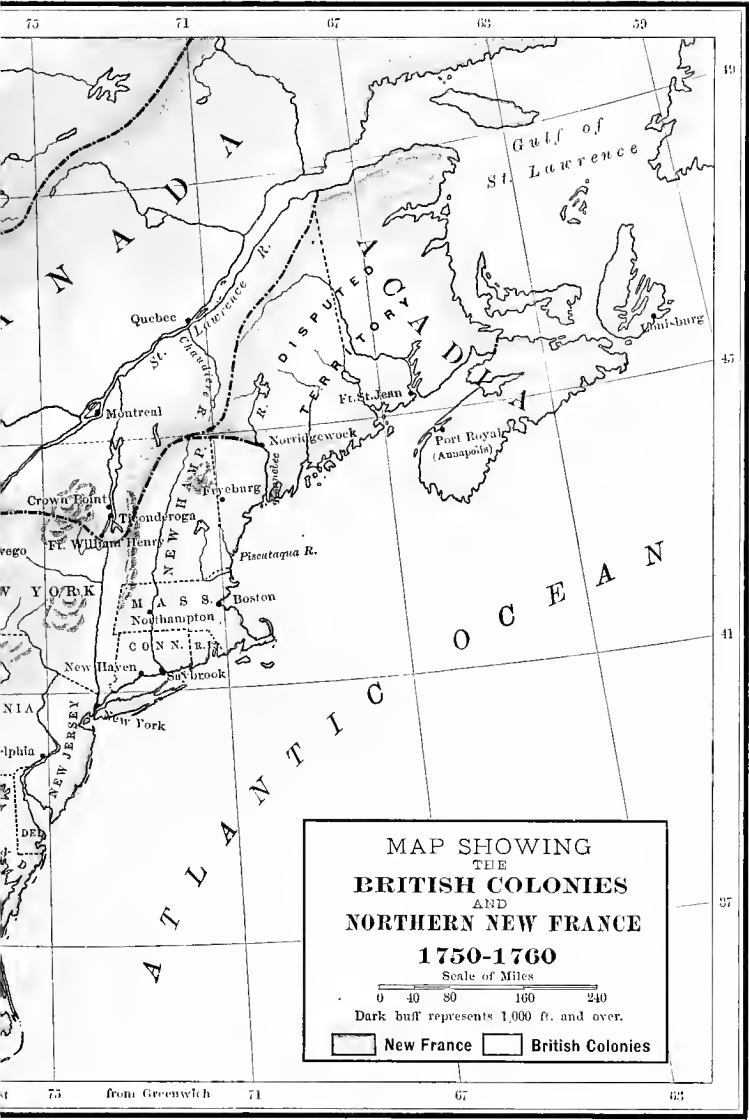 75 71 67 63 59
49
Gulf of
St. Lawrence
NADA
Quebec
St. Lawrence R.
Chaudiere R.
DISPUTED
TERRITORY
ACADIA
Louisburg
45
Montreal
R.
Ft. St. Jean
Norridgewock
Port Royal
(Annapolis)
Crown Point
Fryeburg
Ticonderoga
Ft. William Henry
NEW HAMP.
wego
Piscataqua R.
W YORK
MASS.
Boston
Northampton
CONN.
R.I.
New Haven
Saybrook
41
NIA
New York
NEW JERSEY
elphia
DEL
D
ATLANTIC OCEAN
37
MAP SHOWING
THE
BRITISH COLONIES
AND
NORTHERN NEW FRANCE
1750-1760
Scale of Miles
0 40 80 160 240
Dark buff represents 1,000 ft. and over.
New France British Colonies
st 75 from Greenwich 71 67 63